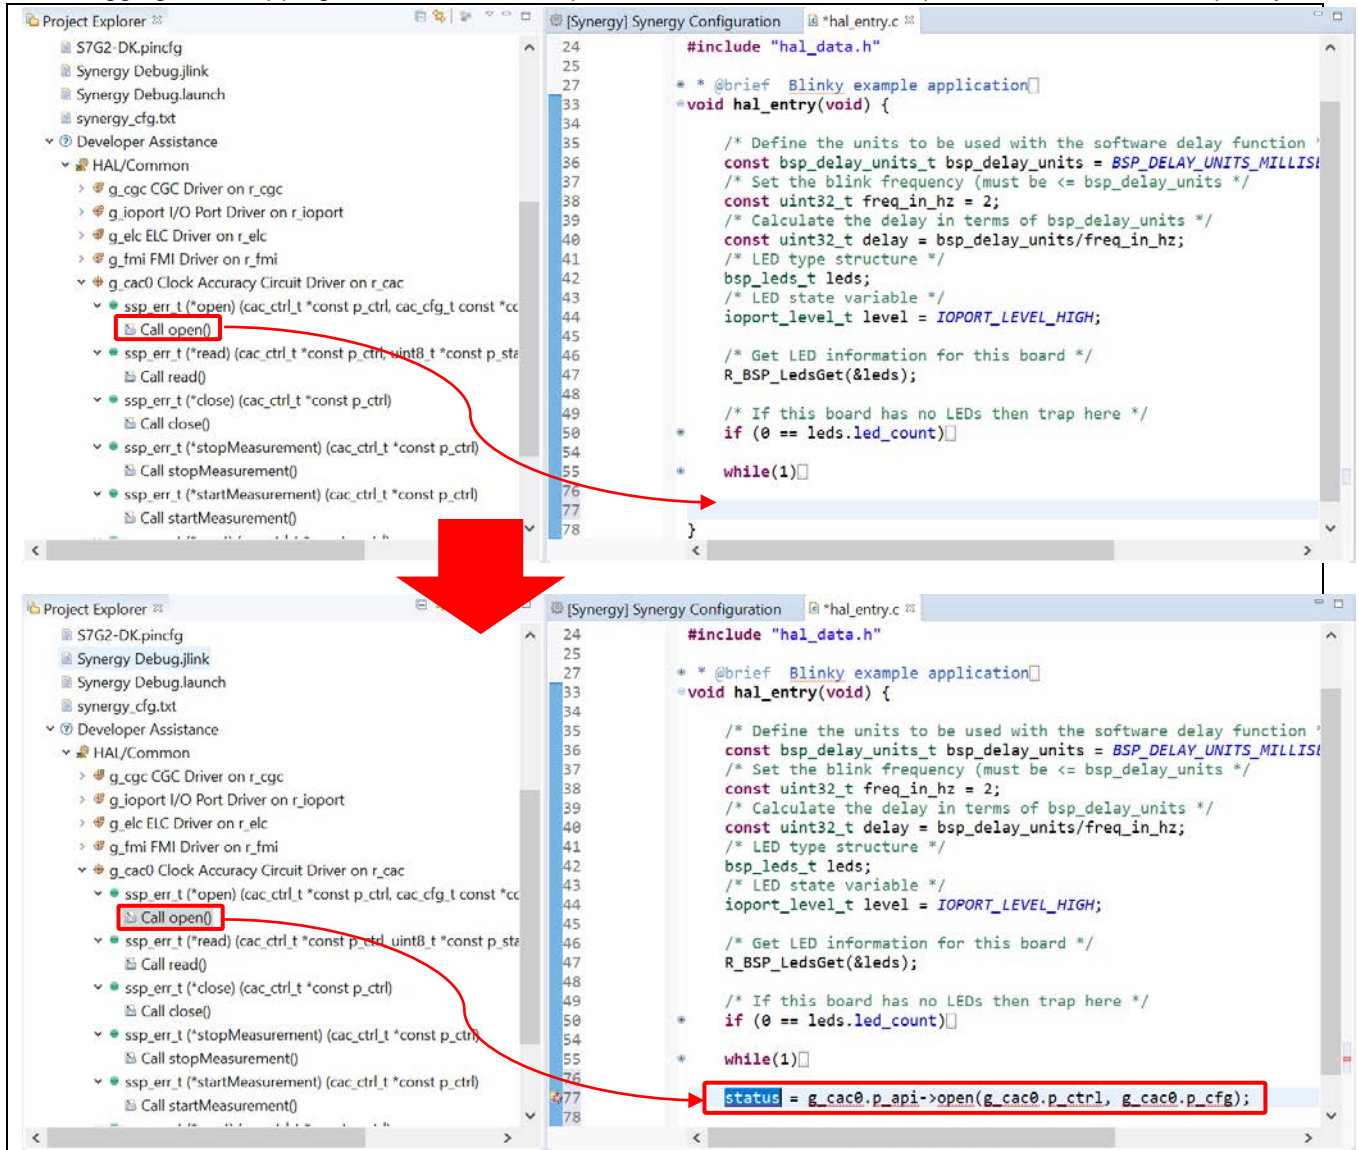 Project Explorer
S7G2-DK.pincfg
Synergy Debug.jlink
Synergy Debug.launch
synergy_cfg.txt
Developer Assistance
HAL/Common
g_cgc CGC Driver on r_cgc
g_ioport I/O Port Driver on r_ioport
g_elc ELC Driver on r_elc
g_fmi FMI Driver on r_fmi
g_cac0 Clock Accuracy Circuit Driver on r_cac
ssp_err_t (*open) (cac_ctrl_t *const p_ctrl, cac_cfg_t const *cc
Call open()
ssp_err_t (*read) (cac_ctrl_t *const p_ctrl, uint8_t *const p_sta
Call read()
ssp_err_t (*close) (cac_ctrl_t *const p_ctrl)
Call close()
ssp_err_t (*stopMeasurement) (cac_ctrl_t *const p_ctrl)
Call stopMeasurement()
ssp_err_t (*startMeasurement) (cac_ctrl_t *const p_ctrl)
Call startMeasurement()
[Synergy] Synergy Configuration *hal_entry.c
24 #include "hal_data.h"
25
27 * @brief Blinky example application
33 void hal_entry(void) {
34
35 /* Define the units to be used with the software delay function *
36 const bsp_delay_units_t bsp_delay_units = BSP_DELAY_UNITS_MILLISE
37 /* Set the blink frequency (must be <= bsp_delay_units */
38 const uint32_t freq_in_hz = 2;
39 /* Calculate the delay in terms of bsp_delay_units */
40 const uint32_t delay = bsp_delay_units/freq_in_hz;
41 /* LED type structure */
42 bsp_leds_t leds;
43 /* LED state variable */
44 ioport_level_t level = IOPORT_LEVEL_HIGH;
45
46 /* Get LED information for this board */
47 R_BSP_LedsGet(&leds);
48
49 /* If this board has no LEDs then trap here */
50 if (0 == leds.led_count)
54
55 while(1)
76
77
78 }
Project Explorer
S7G2-DK.pincfg
Synergy Debug.jlink
Synergy Debug.launch
synergy_cfg.txt
Developer Assistance
HAL/Common
g_cgc CGC Driver on r_cgc
g_ioport I/O Port Driver on r_ioport
g_elc ELC Driver on r_elc
g_fmi FMI Driver on r_fmi
g_cac0 Clock Accuracy Circuit Driver on r_cac
ssp_err_t (*open) (cac_ctrl_t *const p_ctrl, cac_cfg_t const *cc
Call open()
ssp_err_t (*read) (cac_ctrl_t *const p_ctrl, uint8_t *const p_sta
Call read()
ssp_err_t (*close) (cac_ctrl_t *const p_ctrl)
Call close()
ssp_err_t (*stopMeasurement) (cac_ctrl_t *const p_ctrl)
Call stopMeasurement()
ssp_err_t (*startMeasurement) (cac_ctrl_t *const p_ctrl)
Call startMeasurement()
[Synergy] Synergy Configuration *hal_entry.c
24 #include "hal_data.h"
25
27 * @brief Blinky example application
33 void hal_entry(void) {
34
35 /* Define the units to be used with the software delay function *
36 const bsp_delay_units_t bsp_delay_units = BSP_DELAY_UNITS_MILLISE
37 /* Set the blink frequency (must be <= bsp_delay_units */
38 const uint32_t freq_in_hz = 2;
39 /* Calculate the delay in terms of bsp_delay_units */
40 const uint32_t delay = bsp_delay_units/freq_in_hz;
41 /* LED type structure */
42 bsp_leds_t leds;
43 /* LED state variable */
44 ioport_level_t level = IOPORT_LEVEL_HIGH;
45
46 /* Get LED information for this board */
47 R_BSP_LedsGet(&leds);
48
49 /* If this board has no LEDs then trap here */
50 if (0 == leds.led_count)
54
55 while(1)
76
77 status = g_cac0.p_api->open(g_cac0.p_ctrl, g_cac0.p_cfg);
78